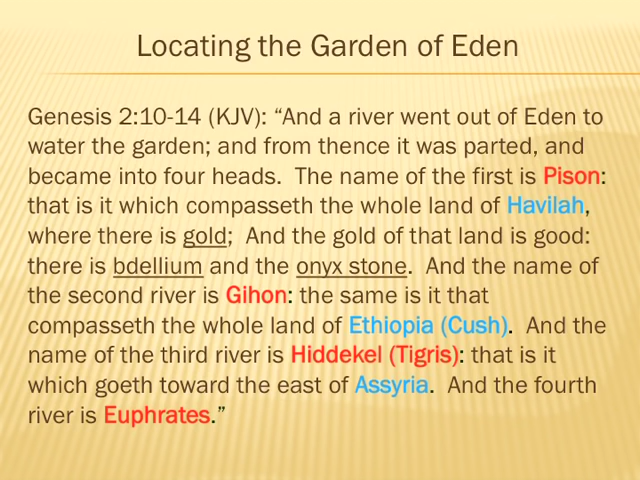 Locating the Garden of Eden
Genesis 2:10-14 (KJV): “And a river went out of Eden to
water the garden; and from thence it was parted, and
became into four heads.  The name of the first is Pison:
that is it which compasseth the whole land of Havilah,
where there is gold;  And the gold of that land is good:
there is bdellium and the onyx stone.  And the name of
the second river is Gihon: the same is it that
compasseth the whole land of Ethiopia (Cush).  And the
name of the third river is Hiddekel (Tigris): that is it
which goeth toward the east of Assyria.  And the fourth
river is Euphrates.”